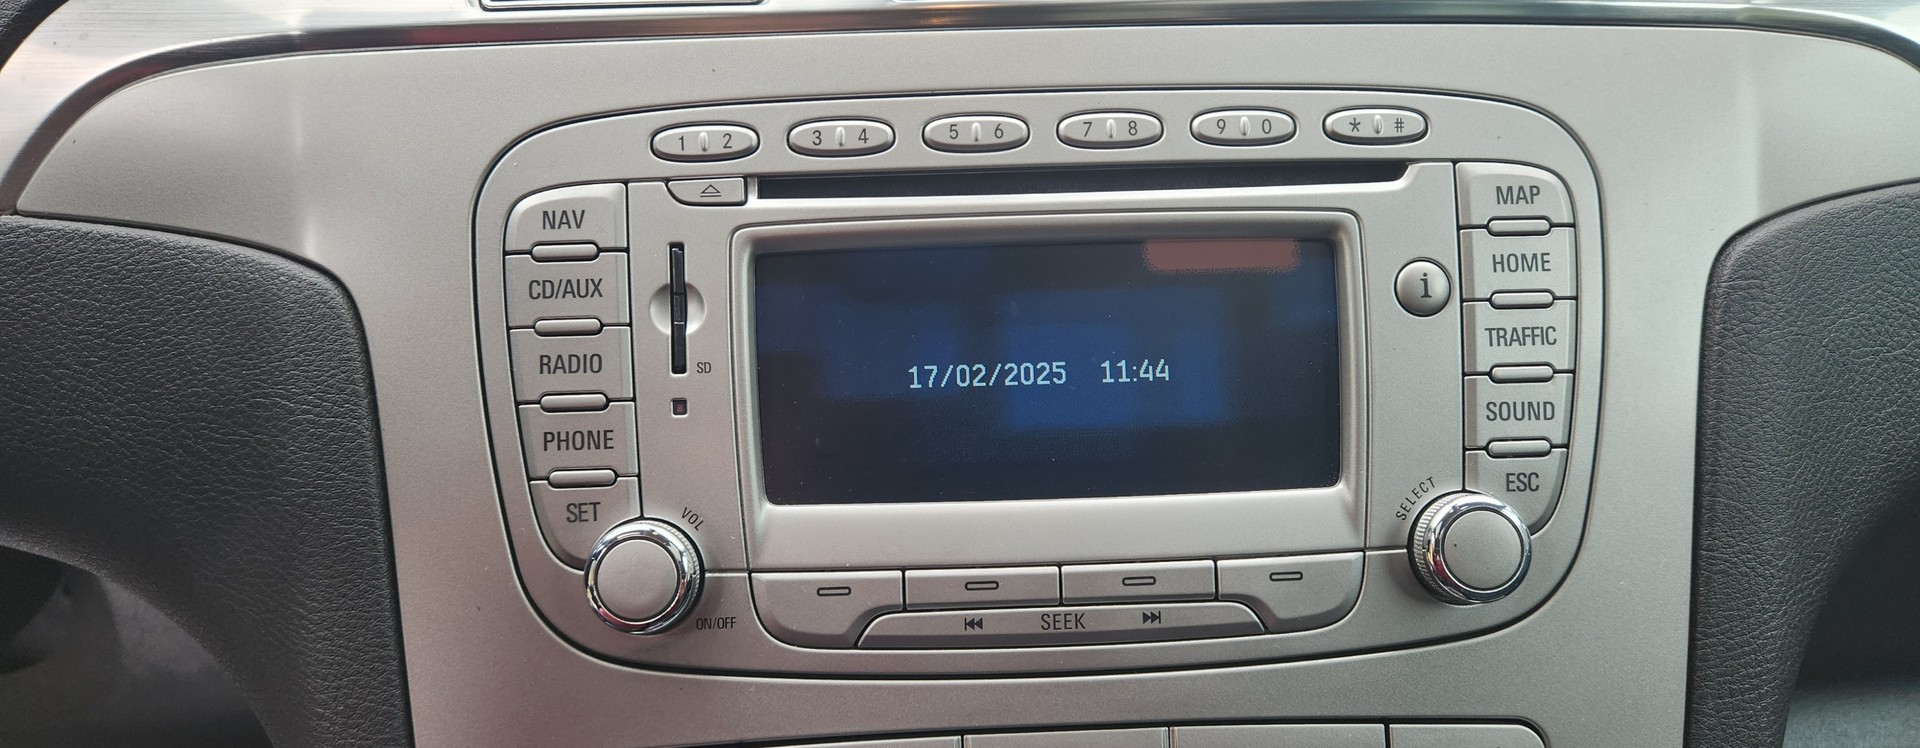 1 2 3 4 5 6 7 8 9 0 * #
NAV
CD/AUX
RADIO
PHONE
SET
VOL
ON/OFF
SD
17/02/2025 11:44
SEEK
i
MAP
HOME
TRAFFIC
SOUND
ESC
SELECT